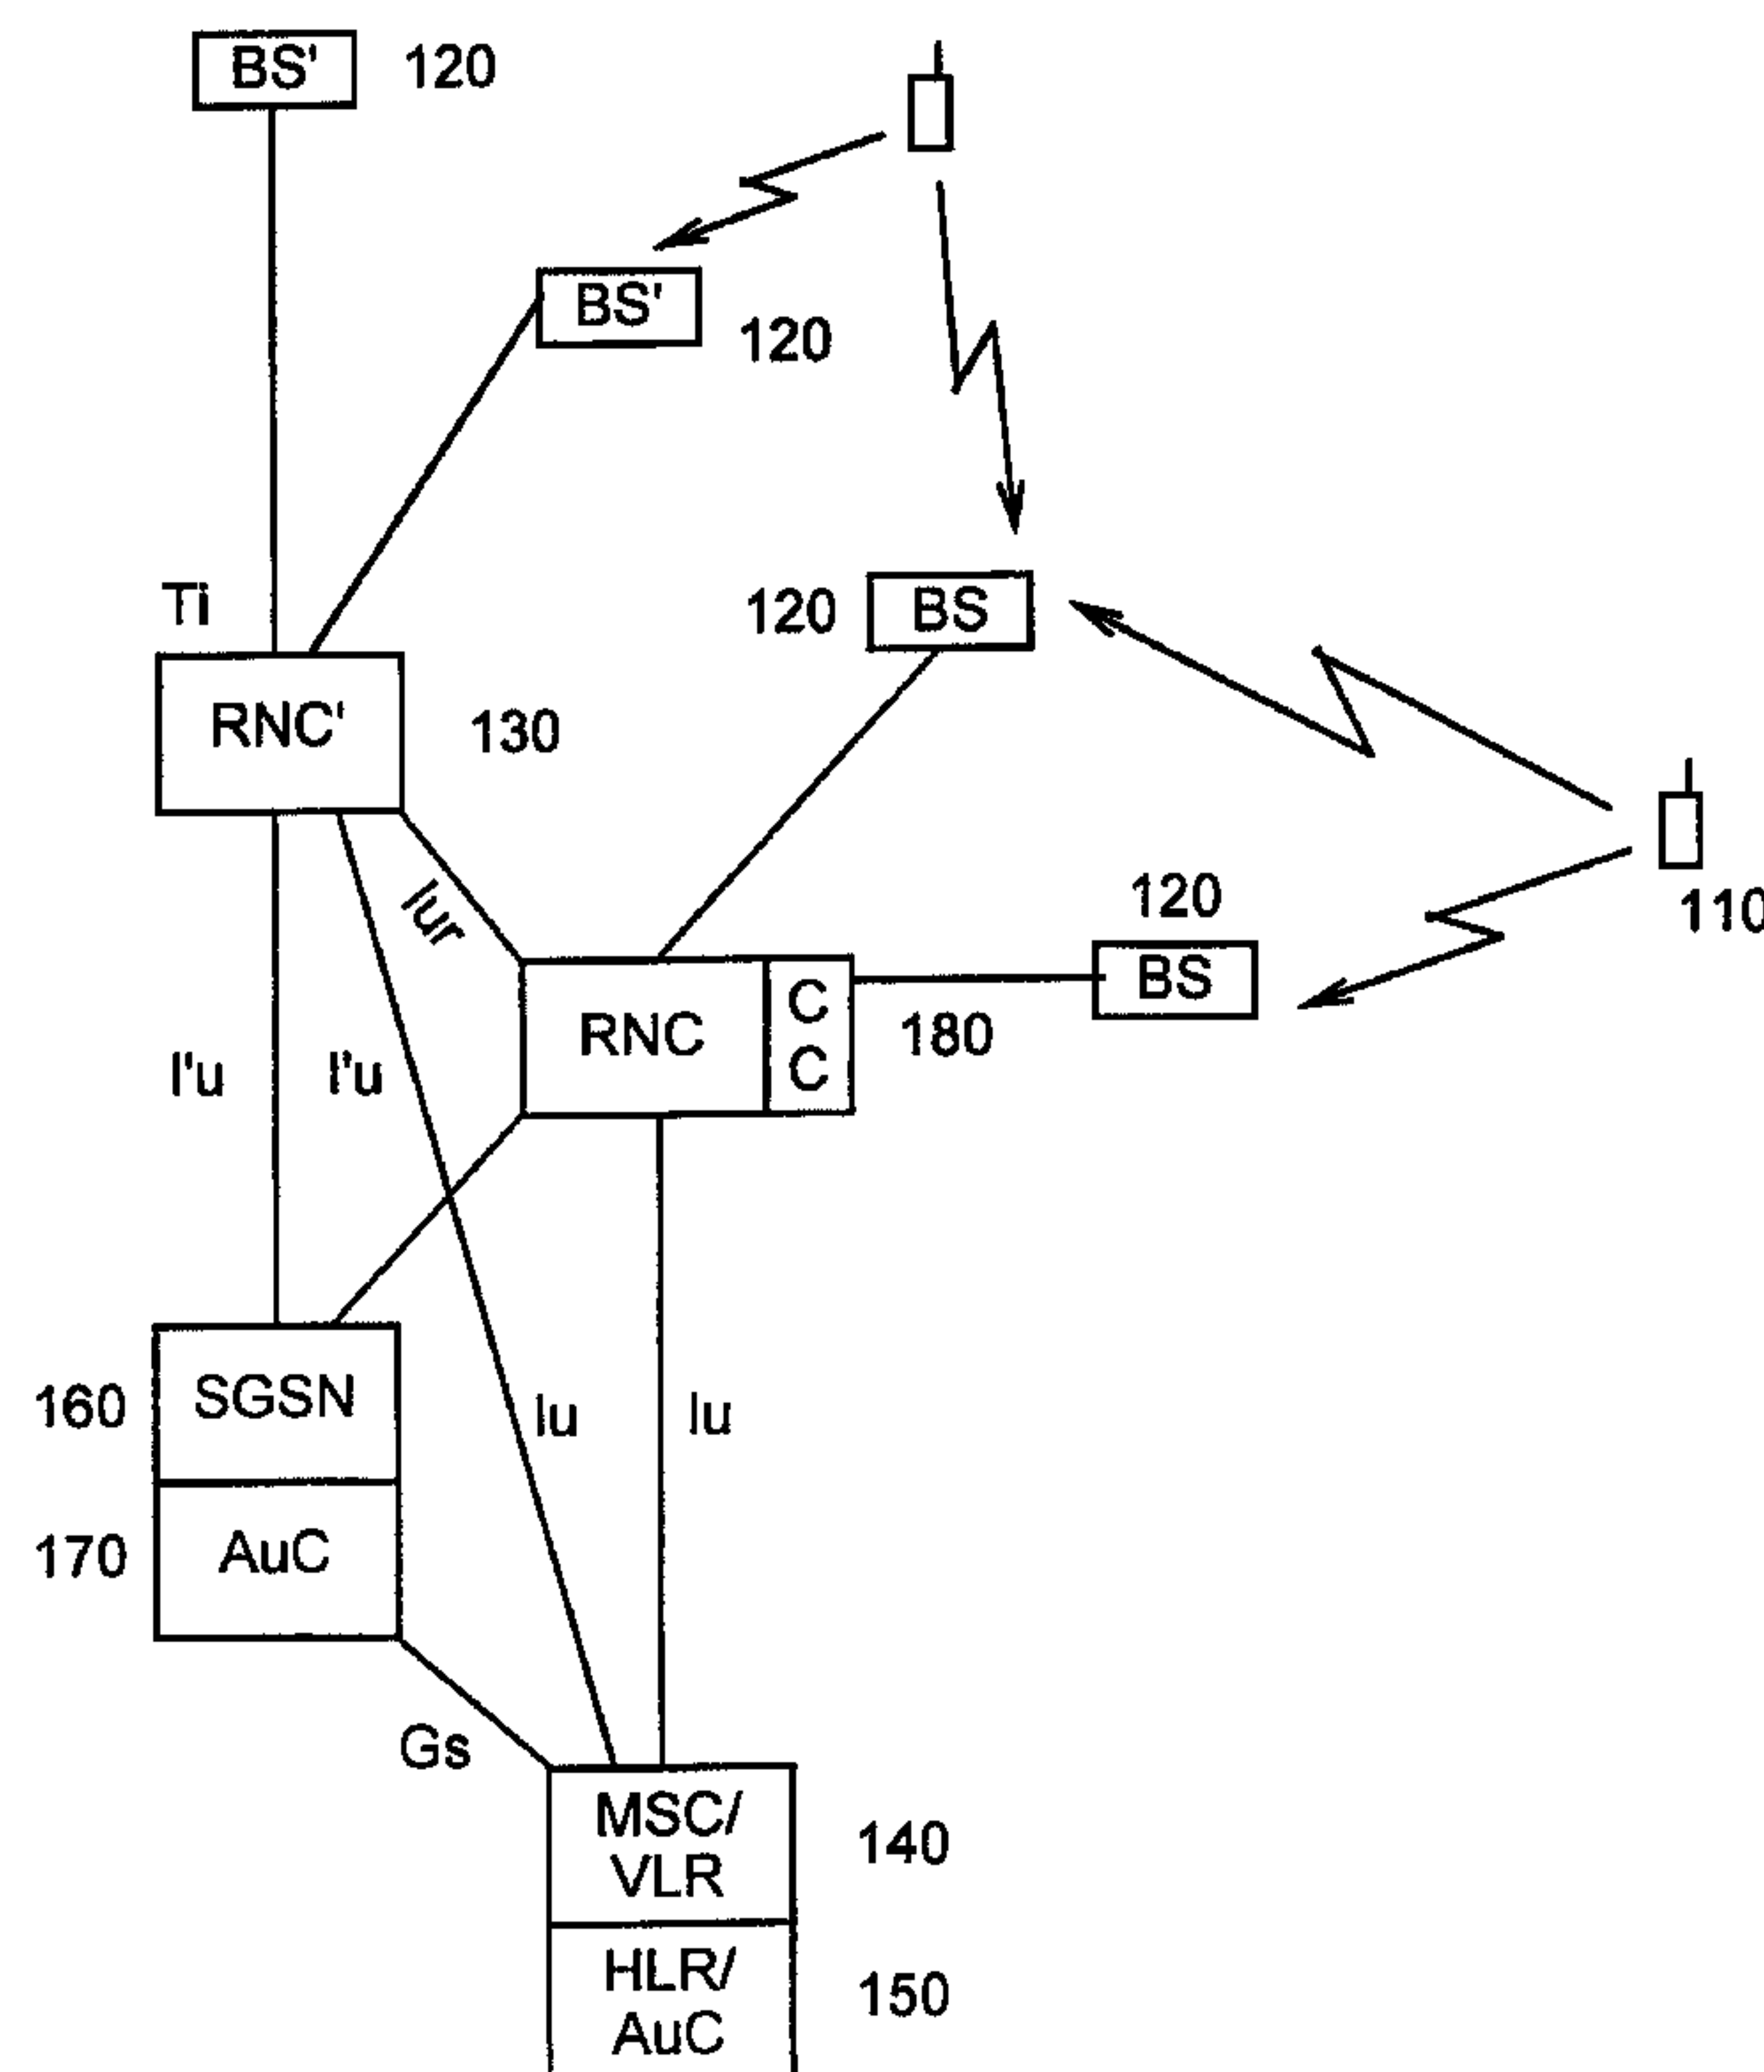 BS'
120
BS'
120
Ti
120
BS
RNC'
130
Iur
120
110
BS
RNC
C
C
180
I'u
I'u
160
SGSN
Iu
Iu
170
AuC
Gs
MSC/
VLR
140
HLR/
AuC
150